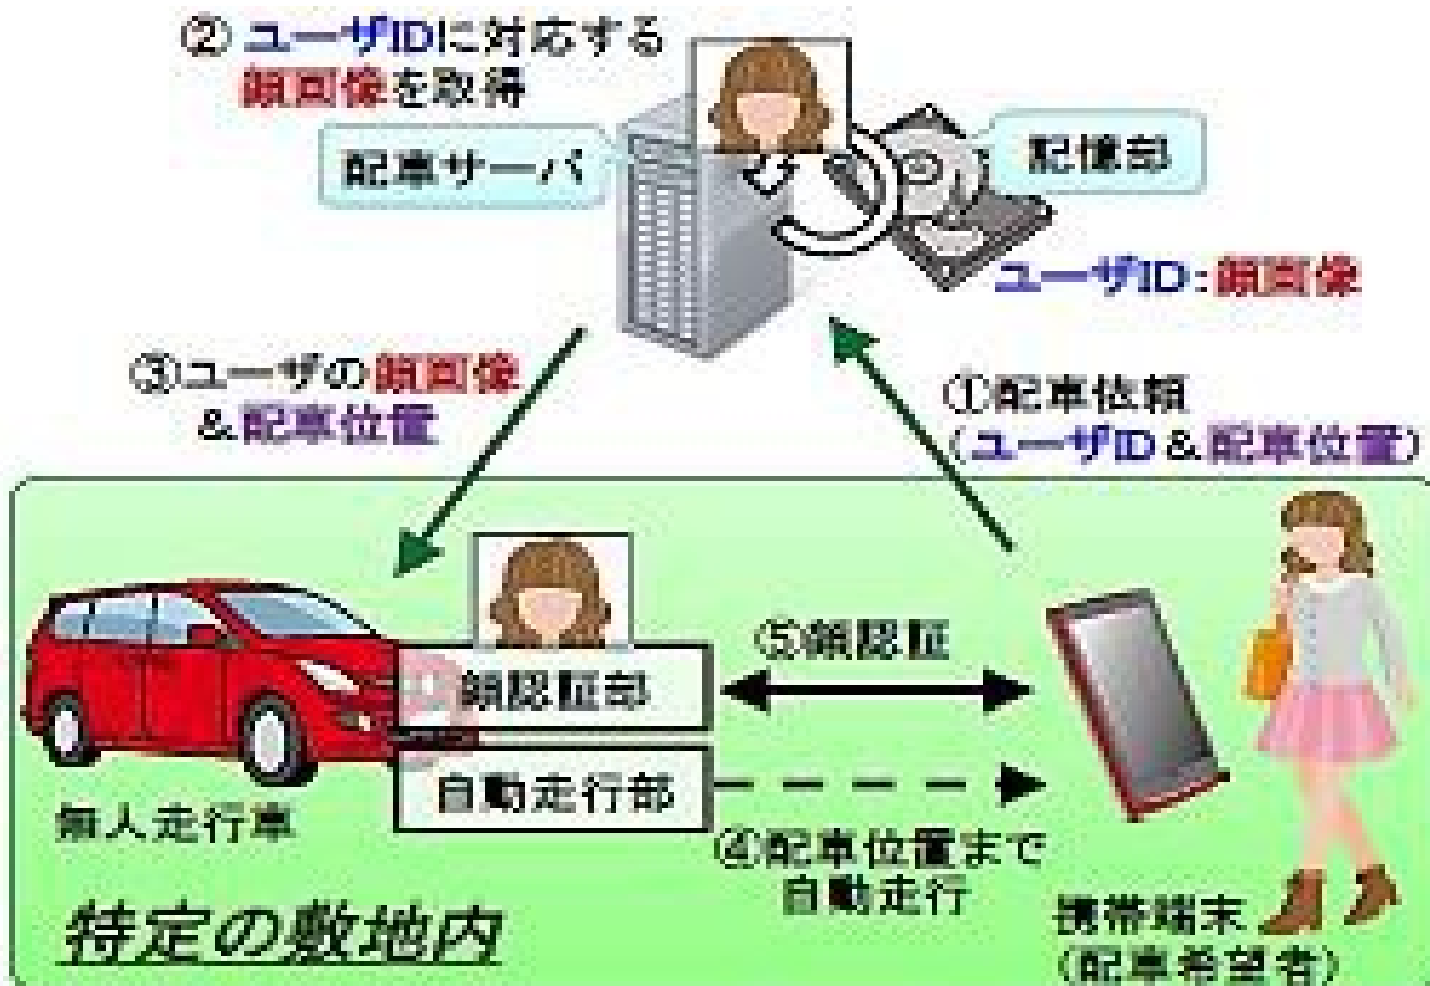 ② ユーザIDに対応する
顔画像を取得
配車サーバ
記憶部
ユーザID:顔画像
③ユーザの顔画像
&配車位置
①配車依頼
(ユーザID&配車位置)
⑤顔認証
顔認証部
自動走行部
無人走行車
④配車位置まで
自動走行
特定の敷地内
携帯端末
(配車希望者)